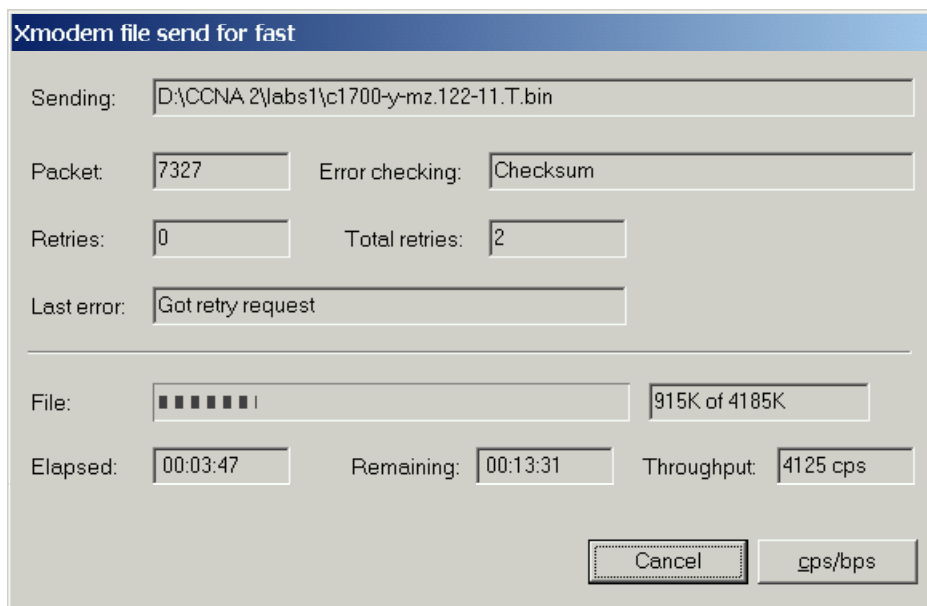 Xmodem file send for fast
Sending: D:\CCNA 2\labs1\c1700-y-mz.122-11.T.bin
Packet: 7327 Error checking: Checksum
Retries: 0 Total retries: 2
Last error: Got retry request
File: 915K of 4185K
Elapsed: 00:03:47 Remaining: 00:13:31 Throughput: 4125 cps
Cancel cps/bps